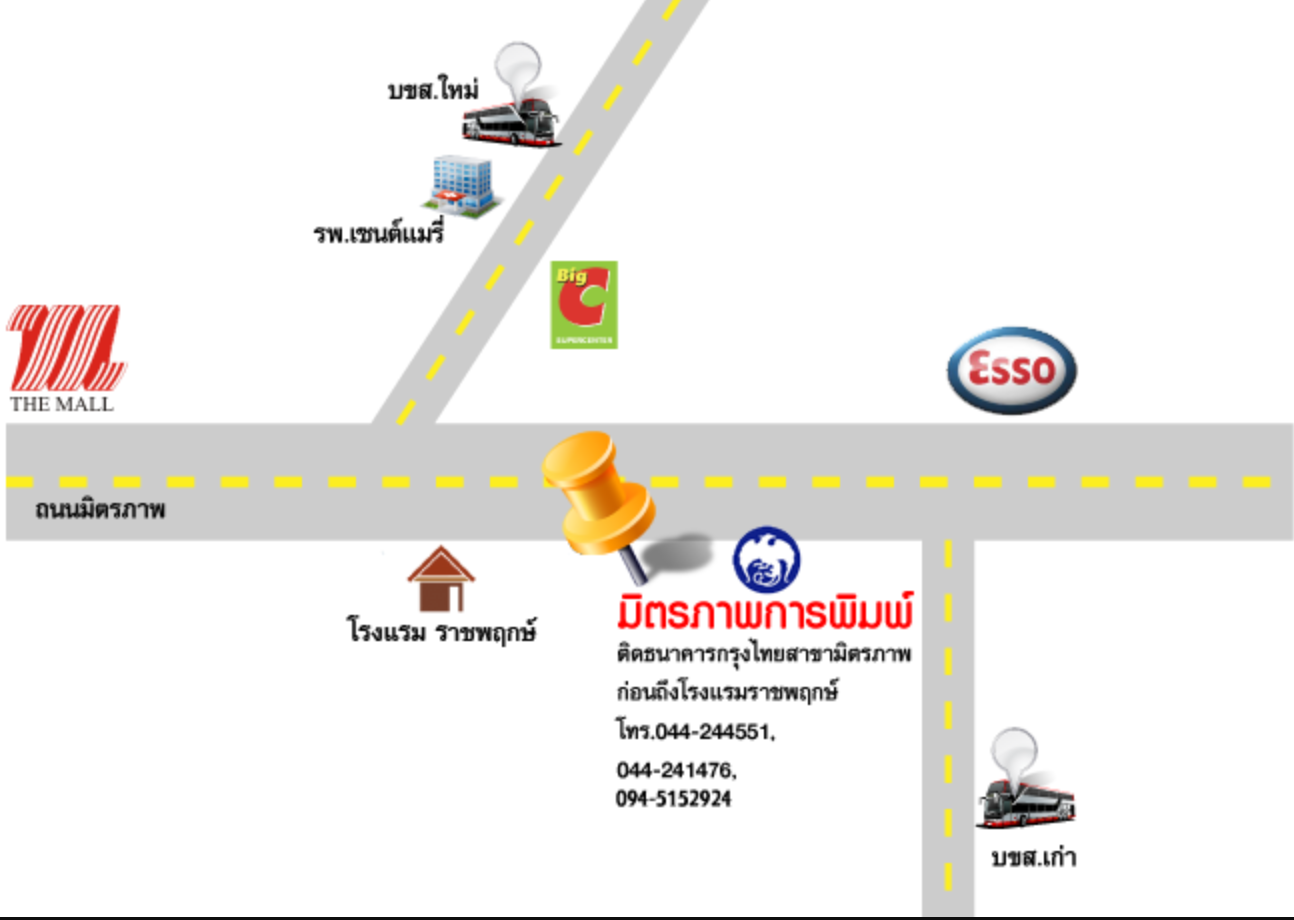 บขส.ใหม่
รพ.เซนต์แมรี่
Big
C
SUPERCENTER
THE MALL
Esso
ถนนมิตรภาพ
โรงแรม ราชพฤกษ์
มิตรภาพการพิมพ์
ติดธนาคารกรุงไทยสาขามิตรภาพ
ก่อนถึงโรงแรมราชพฤกษ์
โทร.044-244551,
044-241476,
094-5152924
บขส.เก่า